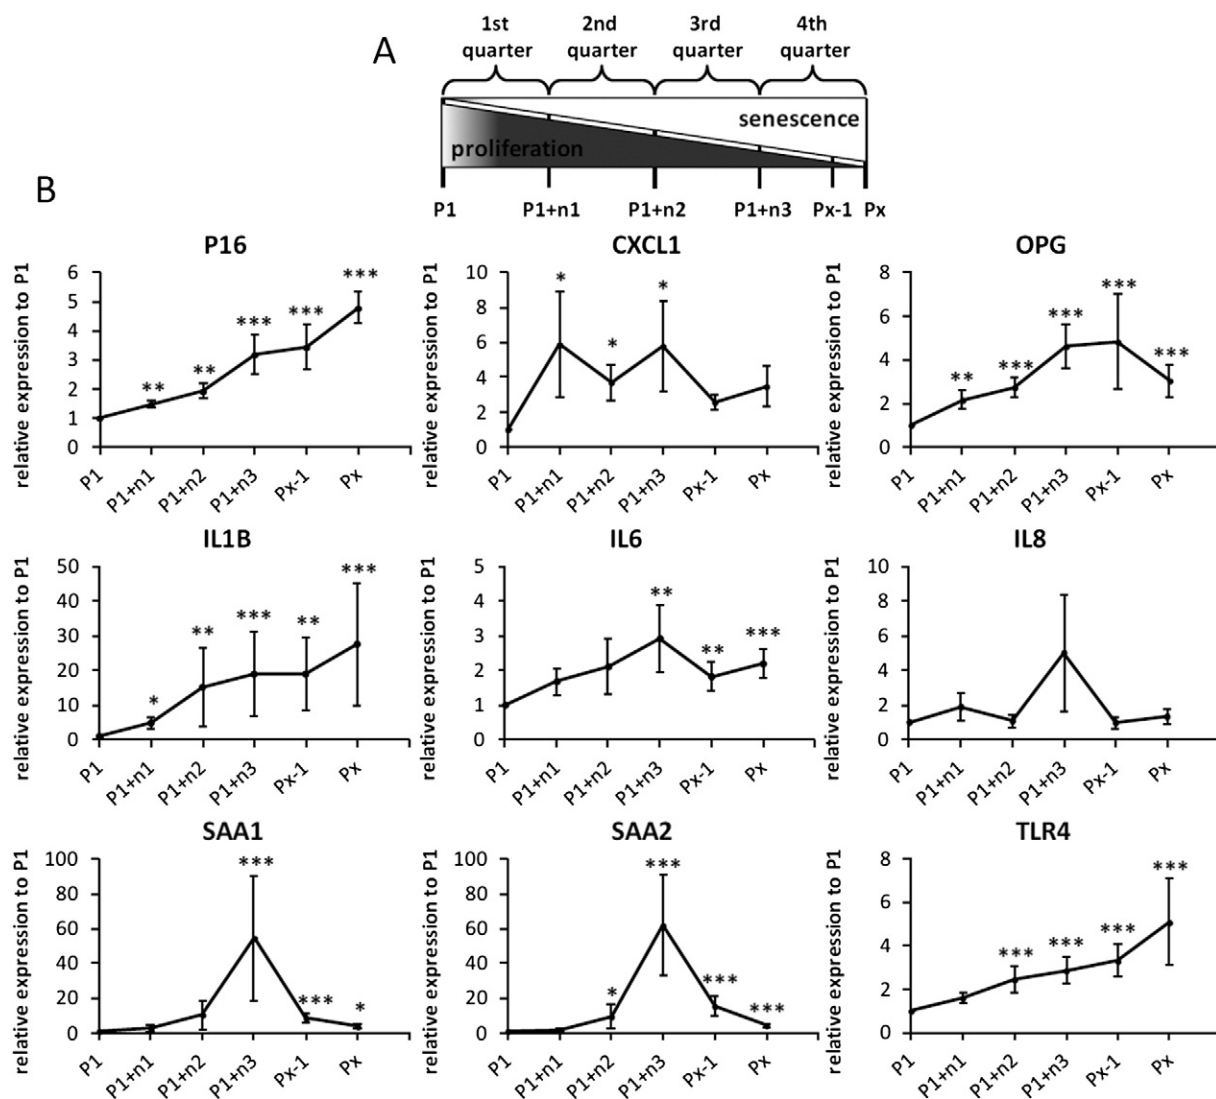 A
1st quarter
2nd quarter
3rd quarter
4th quarter
senescence
proliferation
P1 P1+n1 P1+n2 P1+n3 Px-1 Px
B
P16
relative expression to P1
6
5
4
3
2
1
0
** ** *** *** ***
P1 P1+n1 P1+n2 P1+n3 Px-1 Px
CXCL1
relative expression to P1
10
8
6
4
2
0
* * *
P1 P1+n1 P1+n2 P1+n3 Px-1 Px
OPG
relative expression to P1
8
6
4
2
0
** *** *** *** ***
P1 P1+n1 P1+n2 P1+n3 Px-1 Px
IL1B
relative expression to P1
50
40
30
20
10
0
* ** *** ** ***
P1 P1+n1 P1+n2 P1+n3 Px-1 Px
IL6
relative expression to P1
5
4
3
2
1
0
** ** ***
P1 P1+n1 P1+n2 P1+n3 Px-1 Px
IL8
relative expression to P1
10
8
6
4
2
0
P1 P1+n1 P1+n2 P1+n3 Px-1 Px
SAA1
relative expression to P1
100
80
60
40
20
0
*** *** *
P1 P1+n1 P1+n2 P1+n3 Px-1 Px
SAA2
relative expression to P1
100
80
60
40
20
0
* *** *** ***
P1 P1+n1 P1+n2 P1+n3 Px-1 Px
TLR4
relative expression to P1
8
6
4
2
0
*** *** *** ***
P1 P1+n1 P1+n2 P1+n3 Px-1 Px